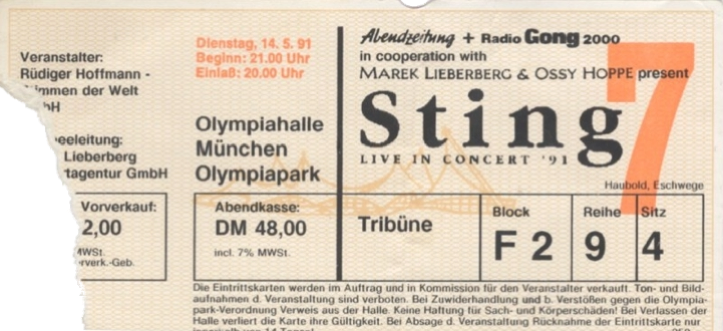 Veranstalter:
Rüdiger Hoffmann -
immen der Welt
bH
eeleitung:
Lieberberg
tagentur GmbH
Vorverkauf:
2,00
MWSt.
rverk.-Geb.
Dienstag, 14. 5. 91
Beginn: 21.00 Uhr
Einlaß: 20.00 Uhr
Olympiahalle
München
Olympiapark
Abendkasse:
DM 48,00
incl. 7% MWSt.
Abendzeitung + Radio Gong 2000
in cooperation with
MAREK LIEBERBERG & OSSY HOPPE present
Sting
LIVE IN CONCERT '91
7
Haubold, Eschwege
Tribüne
Block
F 2
Reihe
9
Sitz
4
Die Eintrittskarten werden im Auftrag und in Kommission für den Veranstalter verkauft. Ton- und Bild-
aufnahmen d. Veranstaltung sind verboten. Bei Zuwiderhandlung und b. Verstößen gegen die Olympia-
park-Verordnung Verweis aus der Halle. Keine Haftung für Sach- und Körperschäden! Bei Verlassen der
Halle verliert die Karte ihre Gültigkeit. Bei Absage d. Veranstaltung Rücknahme der Eintrittskarte nur